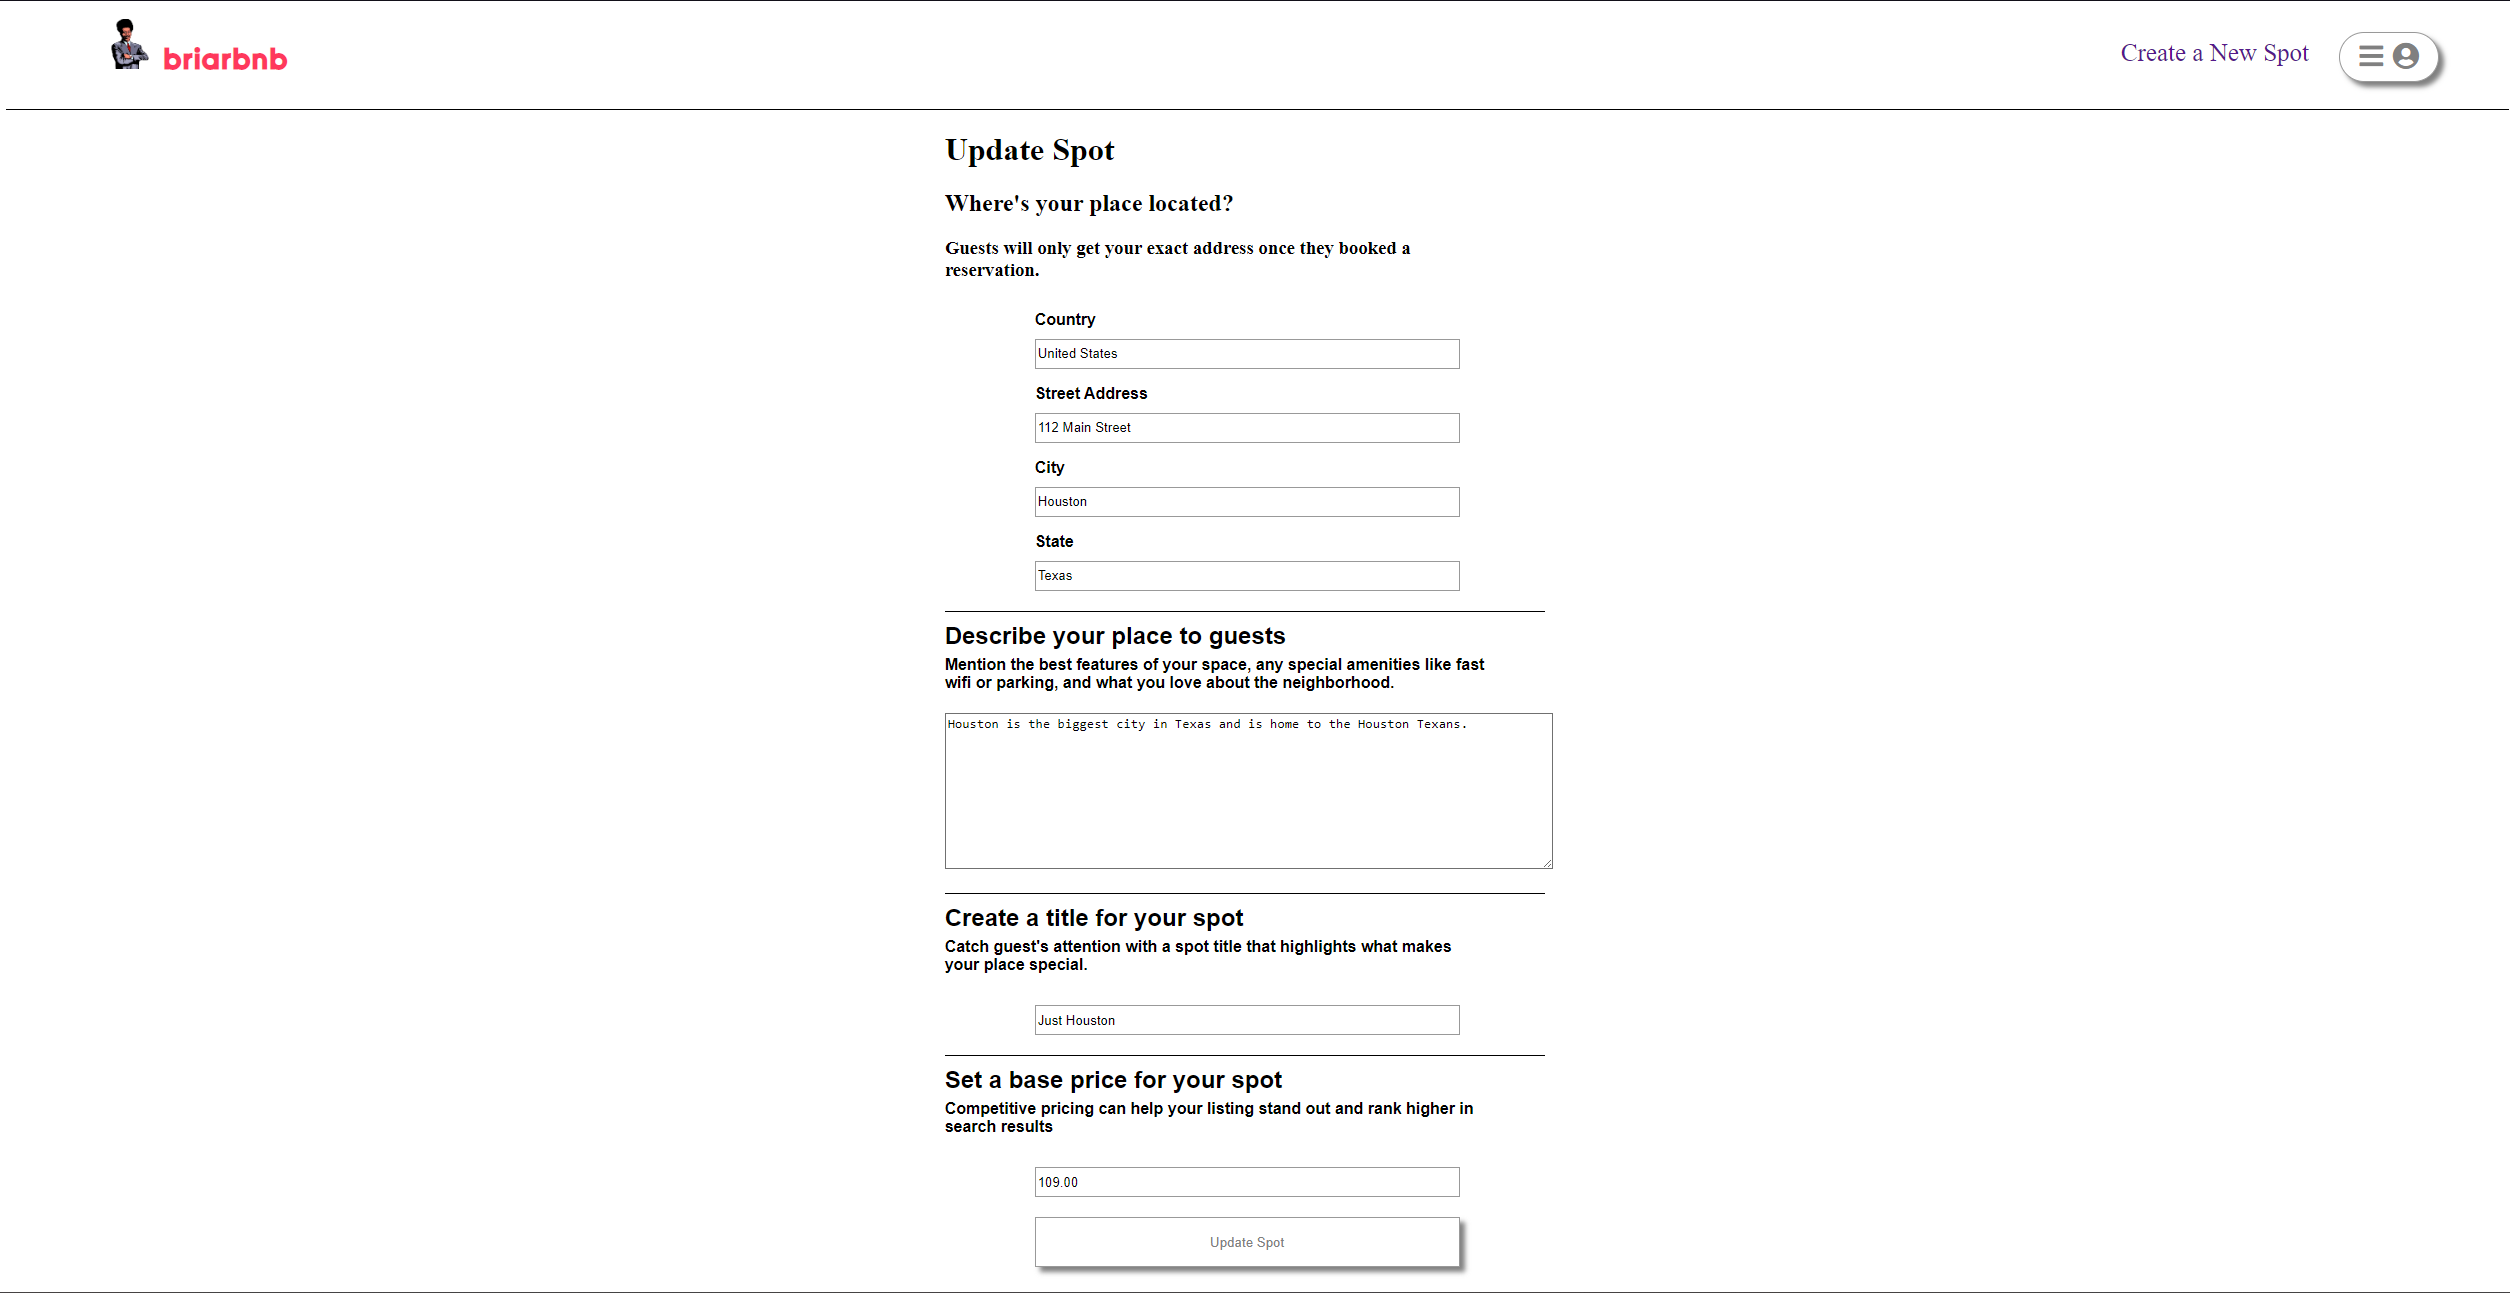 briarbnb
Create a New Spot
Update Spot
Where's your place located?
Guests will only get your exact address once they booked a
reservation.
Country
United States
Street Address
112 Main Street
City
Houston
State
Texas
Describe your place to guests
Mention the best features of your space, any special amenities like fast
wifi or parking, and what you love about the neighborhood.
Houston is the biggest city in Texas and is home to the Houston Texans.
Create a title for your spot
Catch guest's attention with a spot title that highlights what makes
your place special.
Just Houston
Set a base price for your spot
Competitive pricing can help your listing stand out and rank higher in
search results
109.00
Update Spot